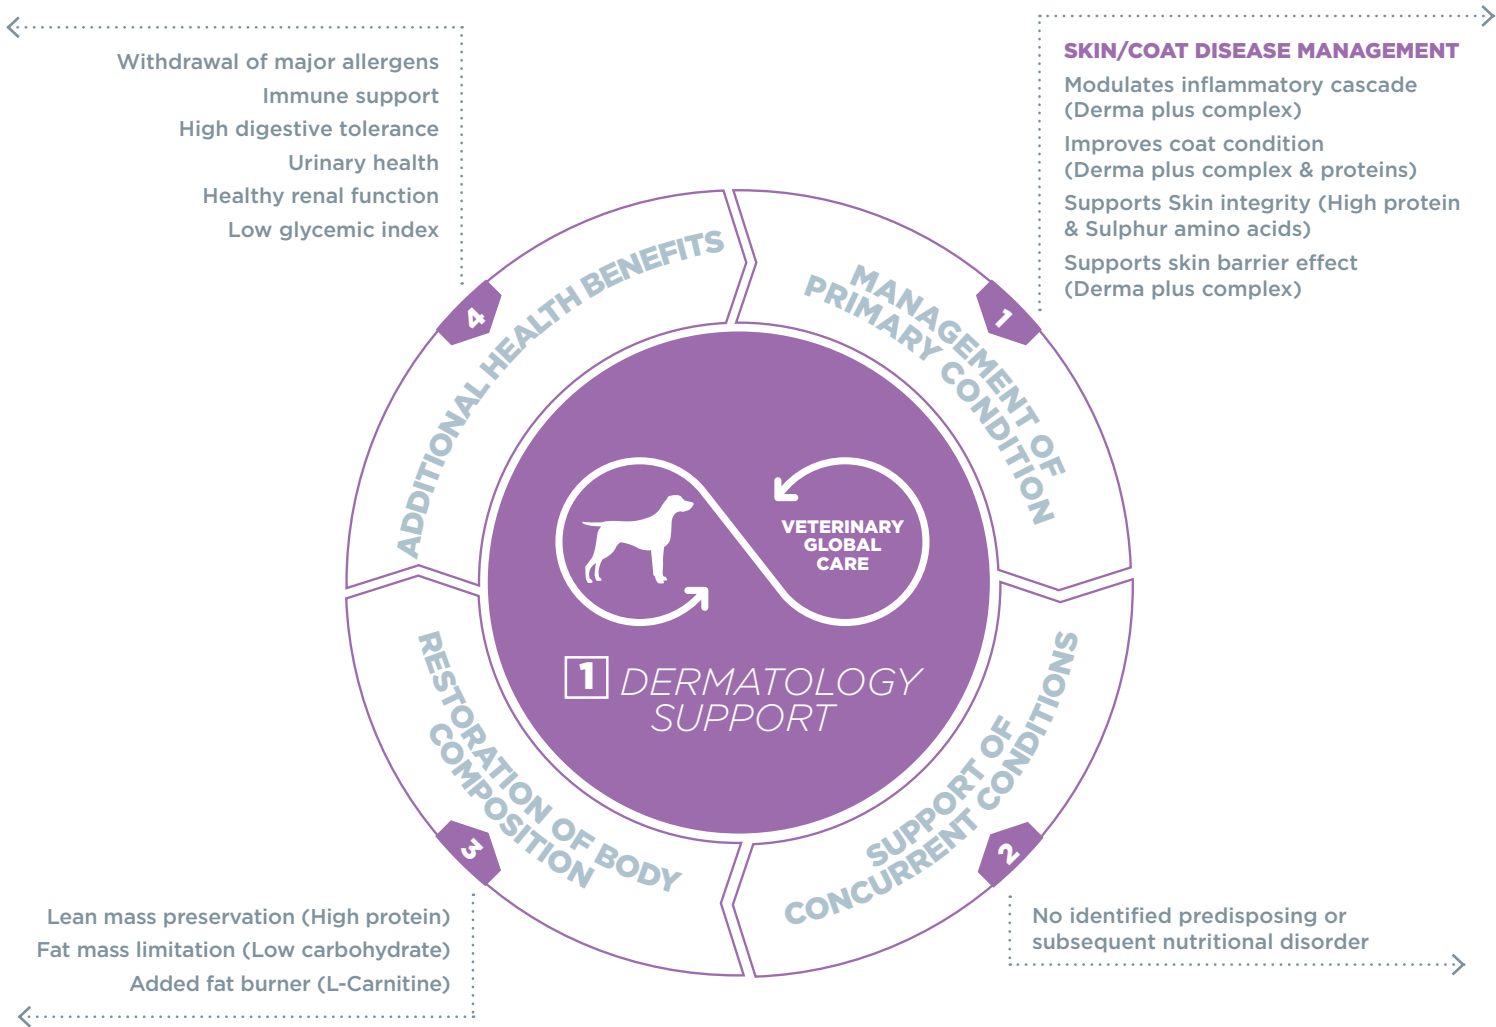 Withdrawal of major allergens
Immune support
High digestive tolerance
Urinary health
Healthy renal function
Low glycemic index
SKIN/COAT DISEASE MANAGEMENT
Modulates inflammatory cascade
(Derma plus complex)
Improves coat condition
(Derma plus complex & proteins)
Supports Skin integrity (High protein
& Sulphur amino acids)
Supports skin barrier effect
(Derma plus complex)
4
ADDITIONAL HEALTH BENEFITS
1
MANAGEMENT OF
PRIMARY CONDITION
VETERINARY
GLOBAL
CARE
1 DERMATOLOGY
SUPPORT
3
RESTORATION OF BODY
COMPOSITION
2
SUPPORT OF
CONCURRENT CONDITIONS
Lean mass preservation (High protein)
Fat mass limitation (Low carbohydrate)
Added fat burner (L-Carnitine)
No identified predisposing or
subsequent nutritional disorder